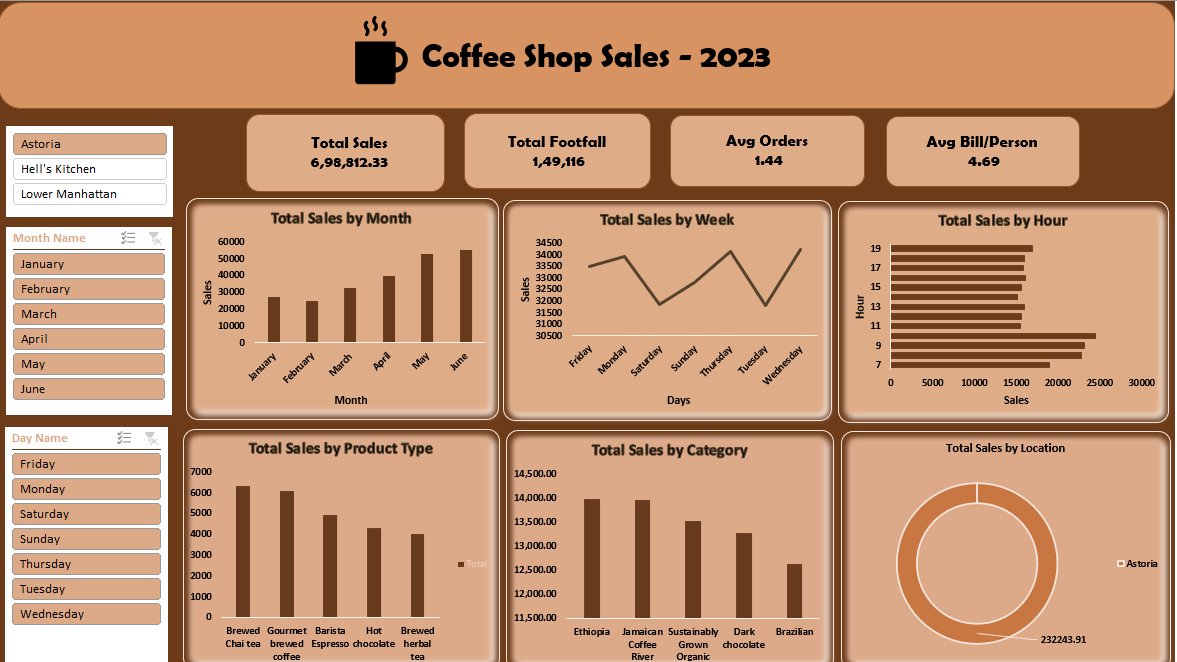 Coffee Shop Sales - 2023
Astoria
Hell's Kitchen
Lower Manhattan
Total Sales
6,98,812.33
Total Footfall
1,49,116
Avg Orders
1.44
Avg Bill/Person
4.69
Month Name
January
February
March
April
May
June
Day Name
Friday
Monday
Saturday
Sunday
Thursday
Tuesday
Wednesday
Total Sales by Month
60000
50000
40000
30000
20000
10000
0
Sales
January
February
March
April
May
June
Month
Total Sales by Week
34500
34000
33500
33000
32500
32000
31500
31000
30500
Sales
Friday
Monday
Saturday
Sunday
Thursday
Tuesday
Wednesday
Days
Total Sales by Hour
19
17
15
13
11
9
7
Hour
0 5000 10000 15000 20000 25000 30000
Sales
Total Sales by Product Type
7000
6000
5000
4000
3000
2000
1000
0
Brewed
Chai tea
Gourmet
brewed
coffee
Barista
Espresso
Hot
chocolate
Brewed
herbal
tea
Total
Total Sales by Category
14,500.00
14,000.00
13,500.00
13,000.00
12,500.00
12,000.00
11,500.00
Ethiopia
Jamaican
Coffee
River
Sustainably
Grown
Organic
Dark
chocolate
Brazilian
Total Sales by Location
Astoria
232243.91